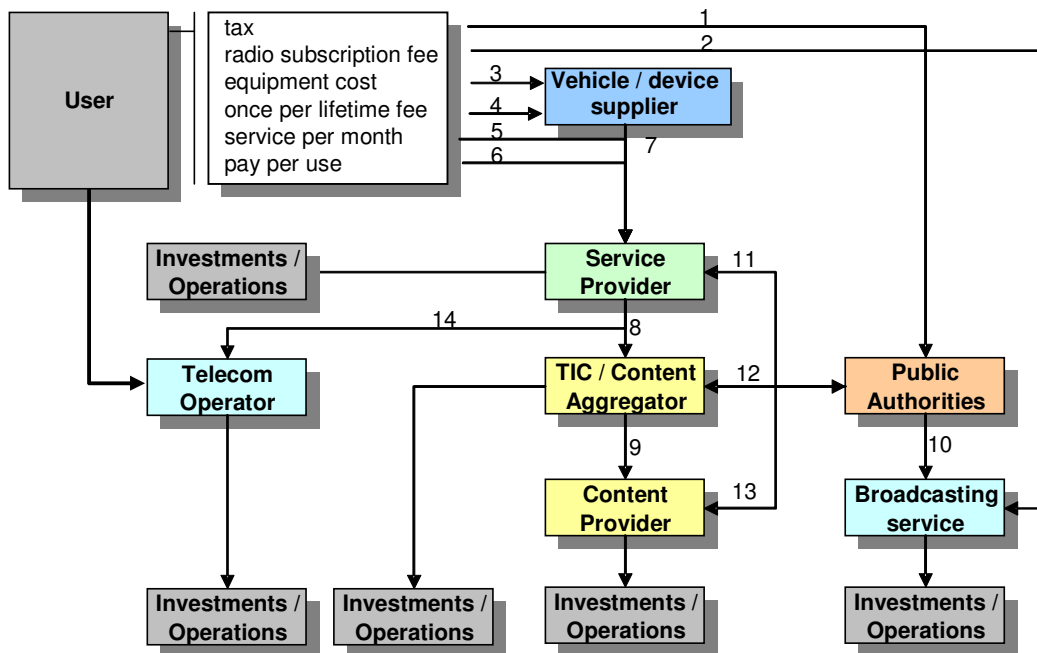 1
tax
2
radio subscription fee
User
equipment cost
3
Vehicle / device
supplier
once per lifetime fee
4
service per month
5
7
pay per use
6
Investments /
Operations
Service
Provider
11
14
8
Telecom
Operator
TIC / Content
Aggregator
12
Public
Authorities
9
10
Content
Provider
13
Broadcasting
service
Investments /
Operations
Investments /
Operations
Investments /
Operations
Investments /
Operations